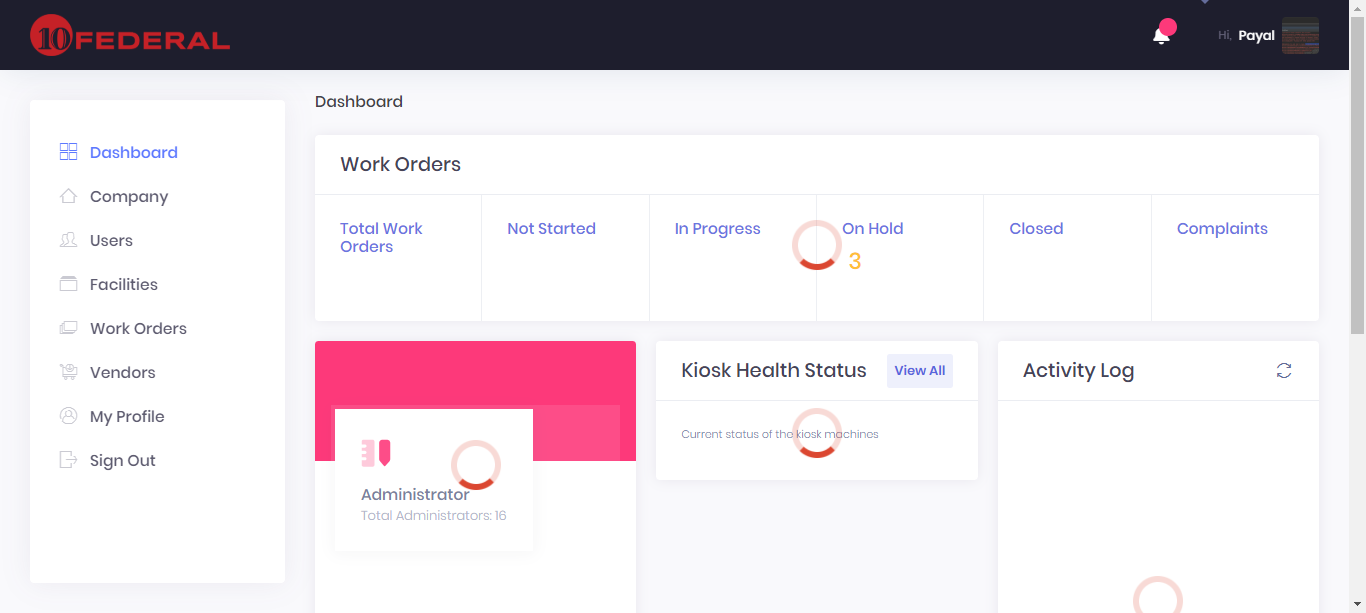 10 FEDERAL
Hi, Payal
Dashboard
Dashboard
Company
Users
Facilities
Work Orders
Vendors
My Profile
Sign Out
Work Orders
Total Work
Orders
Not Started
In Progress
On Hold
3
Closed
Complaints
Administrator
Total Administrators: 16
Kiosk Health Status
View All
Current status of the kiosk machines
Activity Log